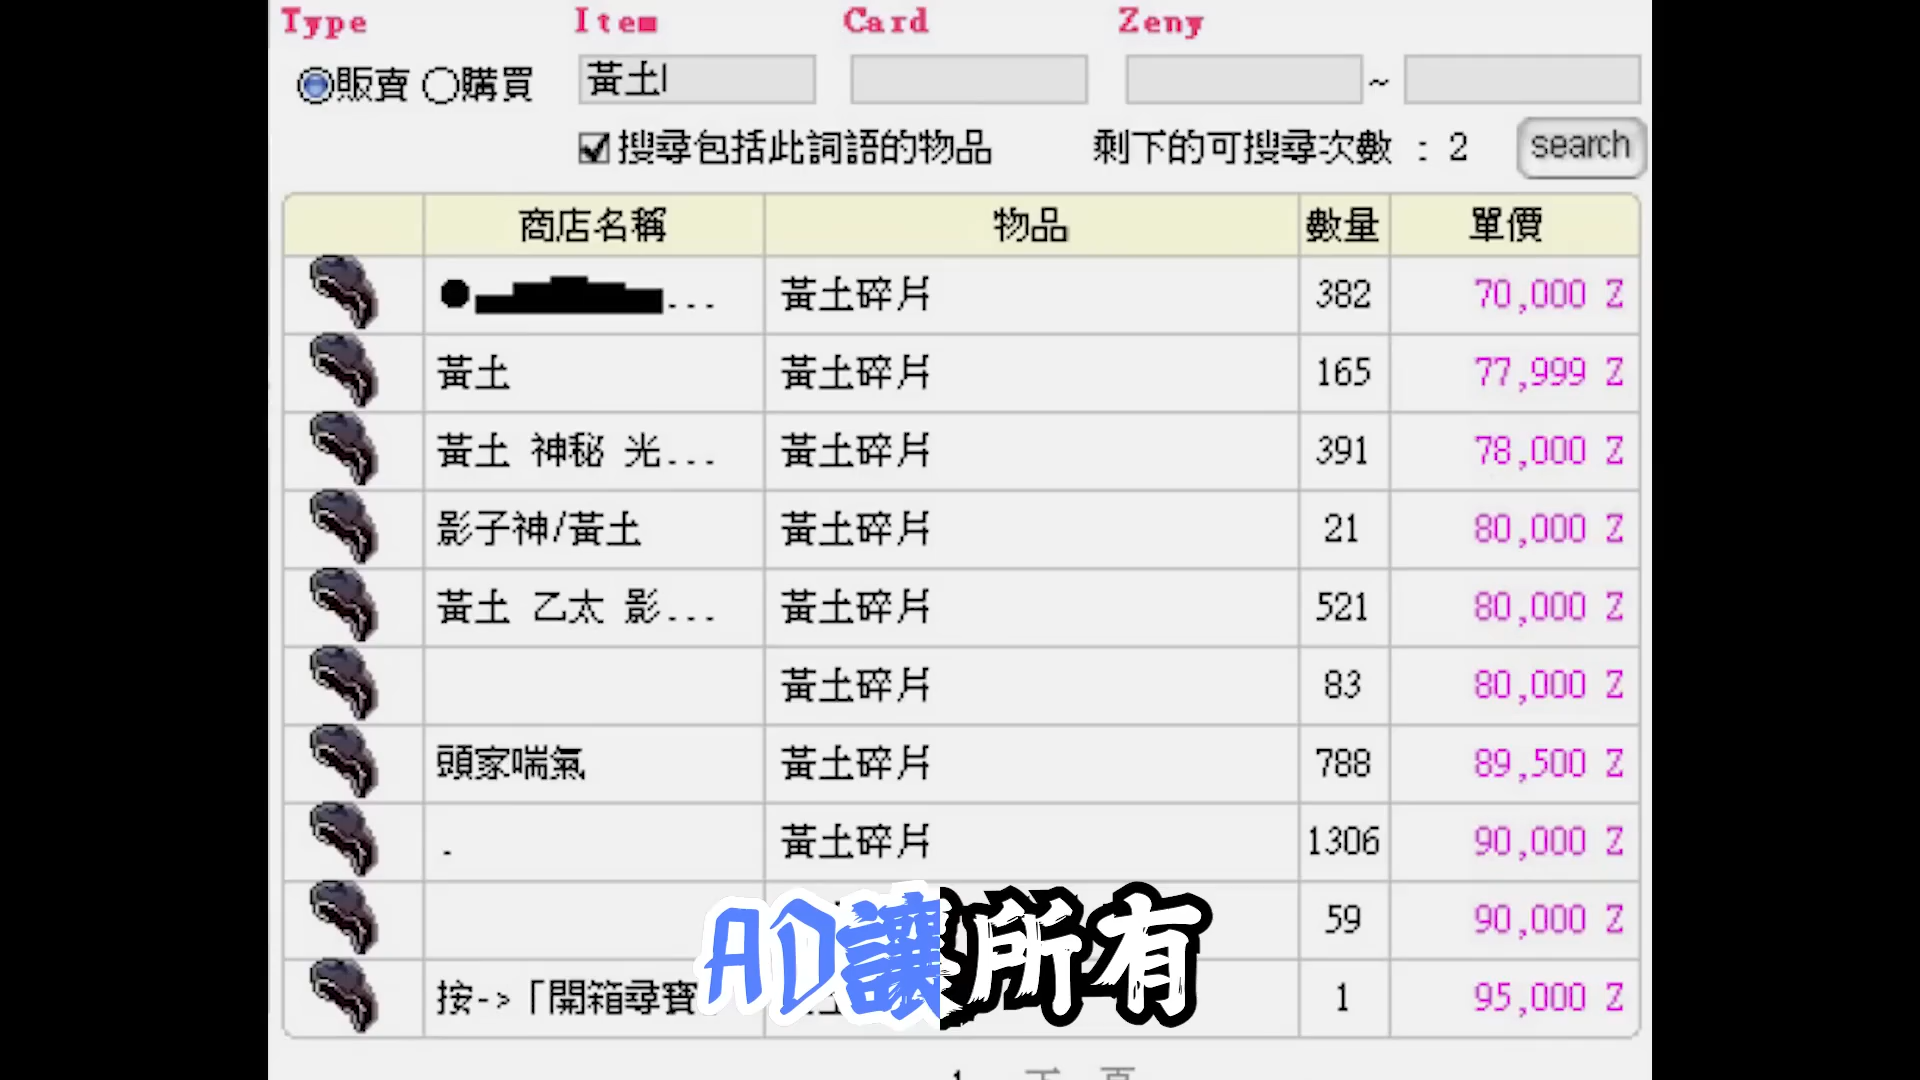 Type Item Card Zeny
販賣 購買 黃土 ~
搜尋包括此詞語的物品 剩下的可搜尋次數 : 2 search
商店名稱 物品 數量 單價
... 黃土碎片 382 70,000 Z
黃土 黃土碎片 165 77,999 Z
黃土 神秘 光... 黃土碎片 391 78,000 Z
影子神/黃土 黃土碎片 21 80,000 Z
黃土 乙太 影... 黃土碎片 521 80,000 Z
黃土碎片 83 80,000 Z
頭家喘氣 黃土碎片 788 89,500 Z
. 黃土碎片 1306 90,000 Z
59 90,000 Z
按->「開箱尋寶 1 95,000 Z
AD讓所有
1 下一頁